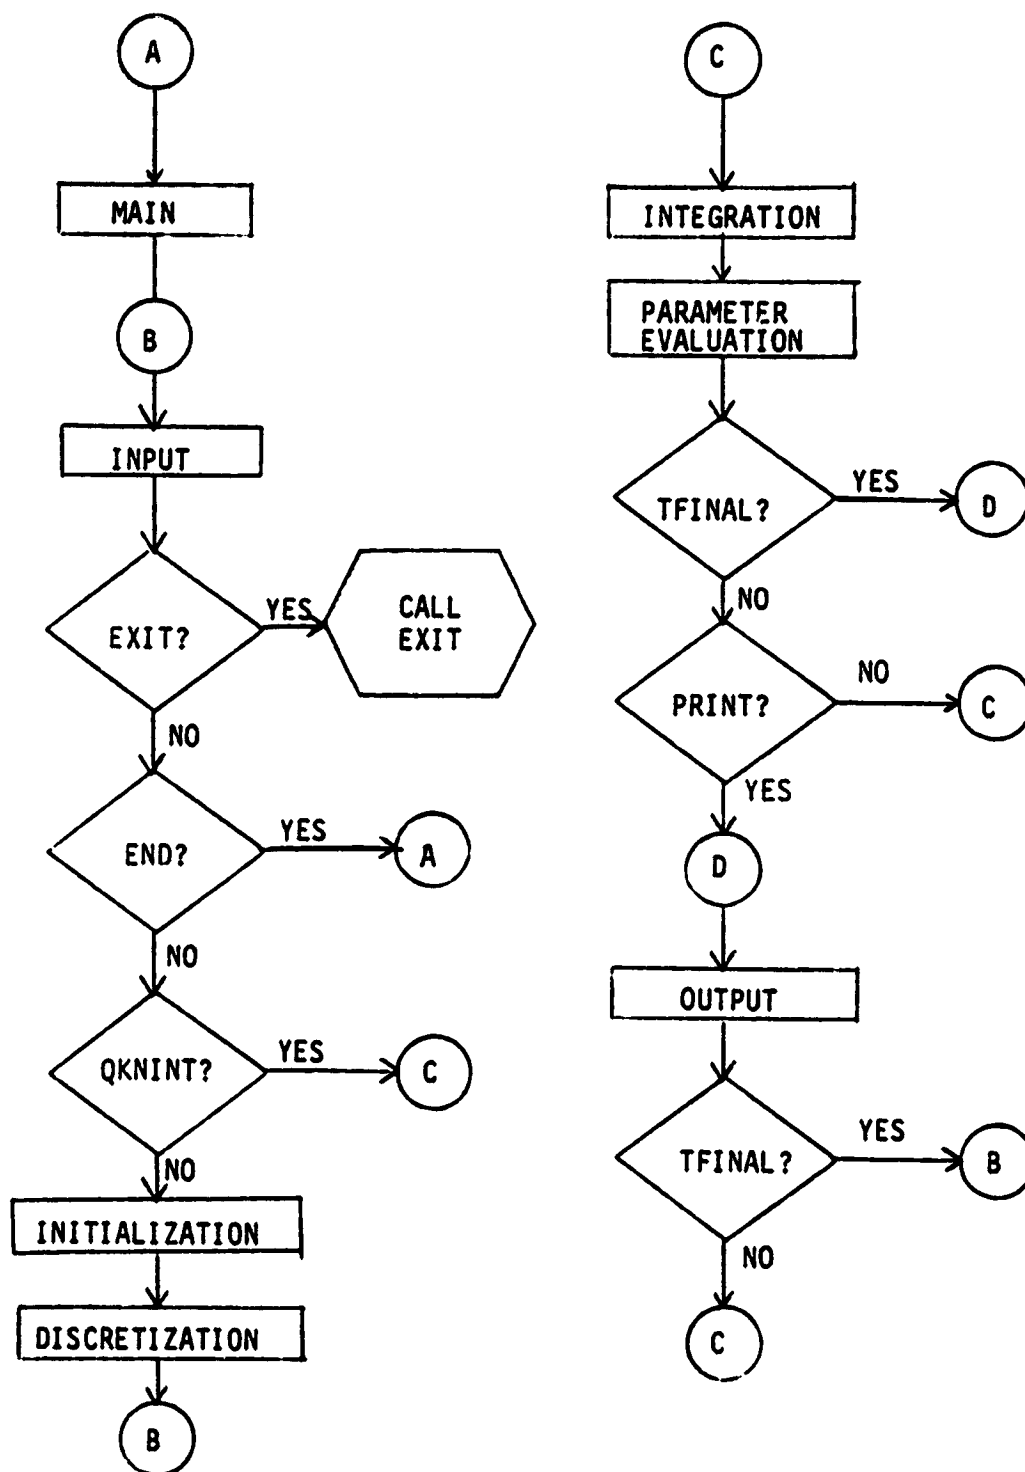 A
MAIN
B
INPUT
EXIT?
YES
CALL
EXIT
NO
END?
YES
A
NO
QKNINT?
YES
C
NO
INITIALIZATION
DISCRETIZATION
B
C
INTEGRATION
PARAMETER
EVALUATION
TFINAL?
YES
D
NO
PRINT?
NO
C
YES
D
OUTPUT
TFINAL?
YES
B
NO
C